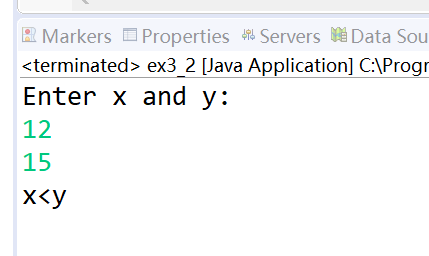 Markers Properties Servers Data Sou
<terminated> ex3_2 [Java Application] C:\Progr
Enter x and y:
12
15
x<y